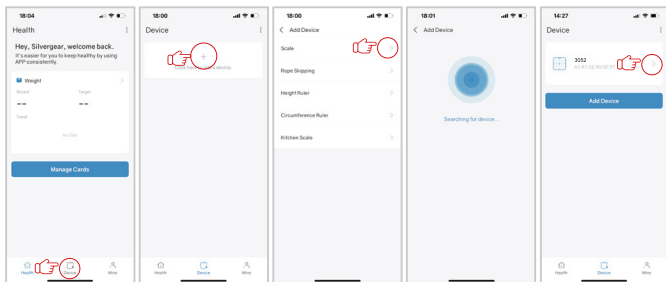 18:04
Health
Hey, Silvergear, welcome back.
It's easier for you to keep healthy by using
APP consistently.
Weight
Record
Target
--
--
Trend
No Data
Manage Cards
Health
Device
Mine
18:00
Device
+
Health
Device
Mine
18:00
Add Device
Scale
Rope Skipping
Height Ruler
Circumference Ruler
Kitchen Scale
18:01
Add Device
Searching for device...
14:27
Device
3052
Add Device
Health
Device
Mine